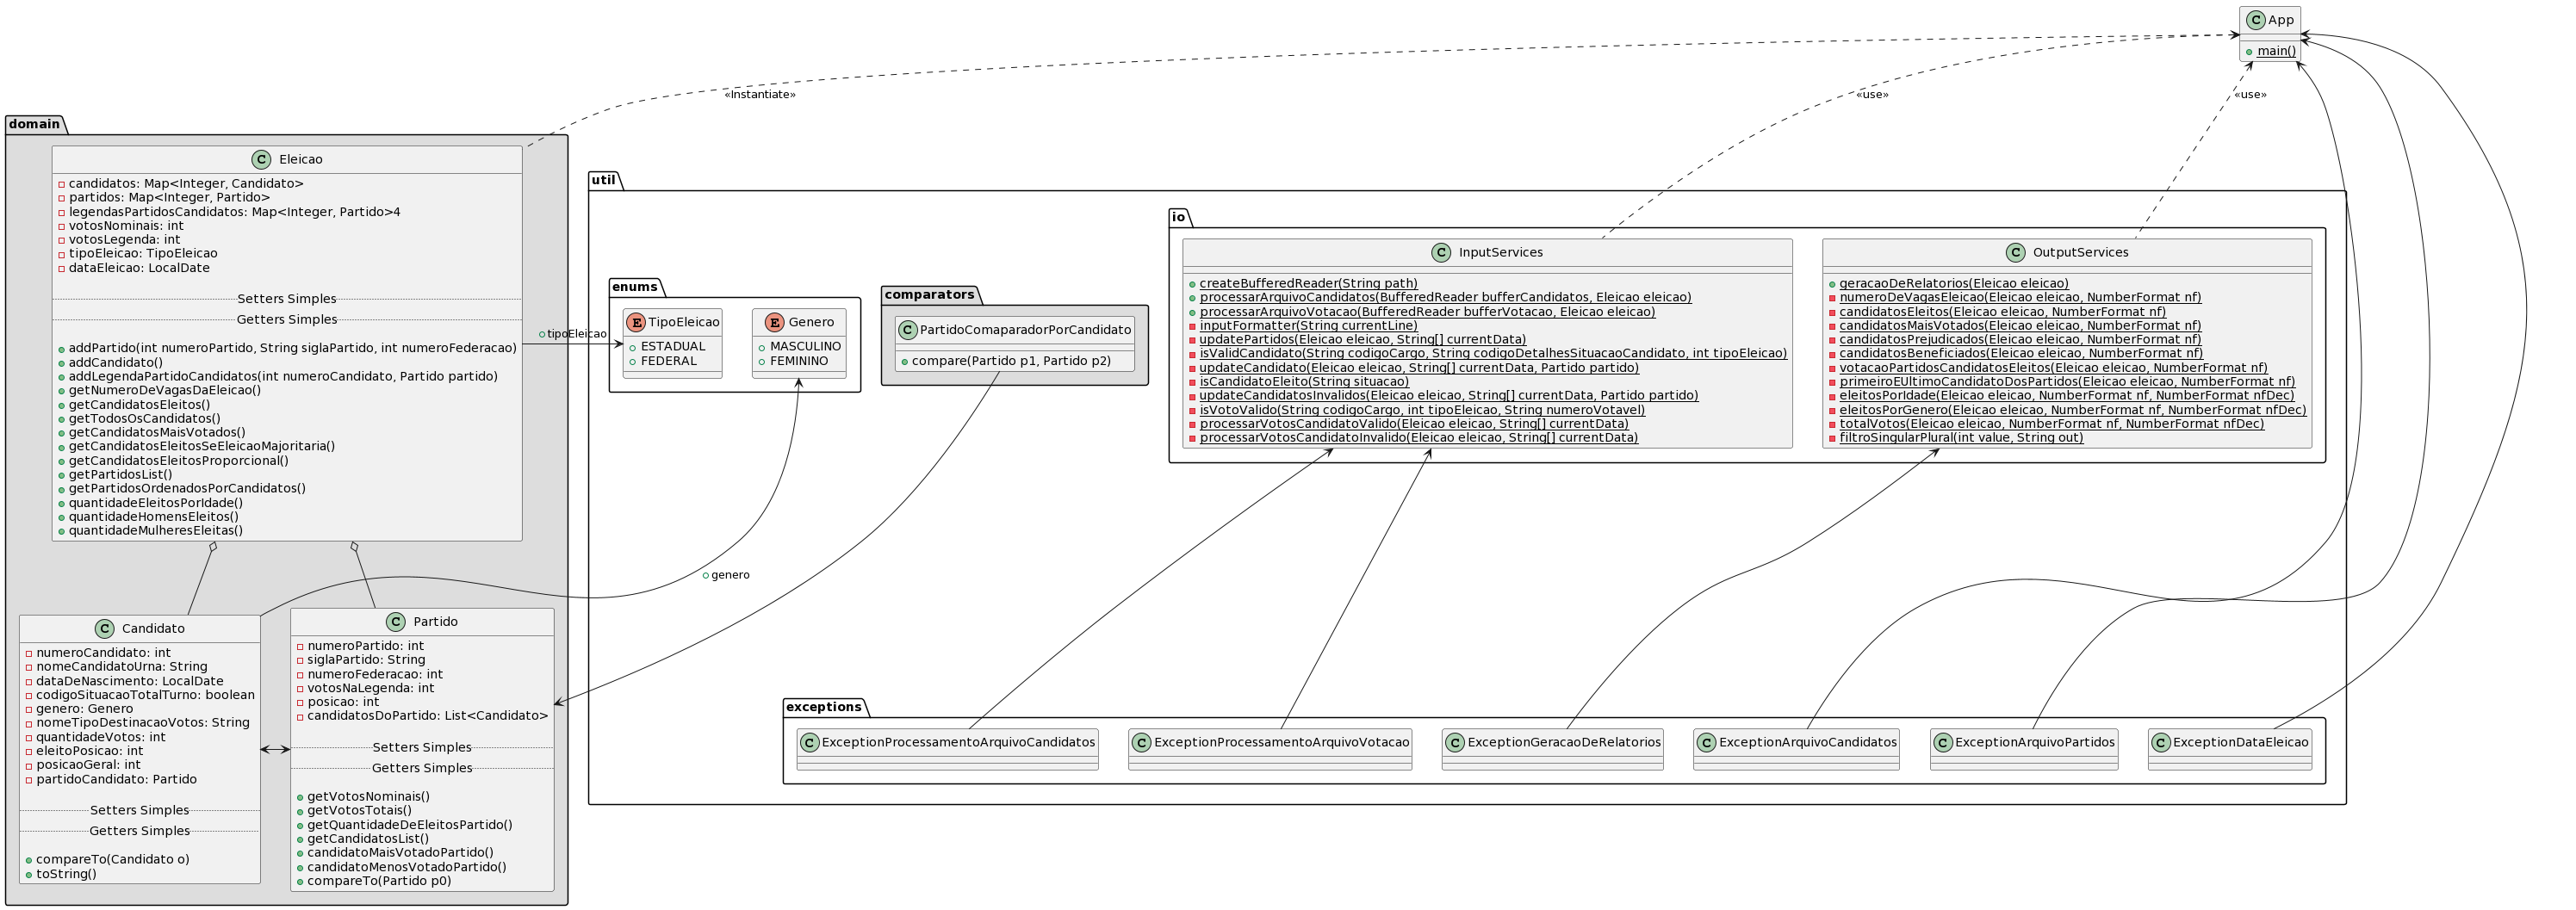 App
main()
«Instantiate»
«use»
«use»
domain
Eleicao
candidatos: Map<Integer, Candidato>
partidos: Map<Integer, Partido>
legendasPartidosCandidatos: Map<Integer, Partido>4
votosNominais: int
votosLegenda: int
tipoEleicao: TipoEleicao
dataEleicao: LocalDate
Setters Simples
Getters Simples
addPartido(int numeroPartido, String siglaPartido, int numeroFederacao)
addCandidato()
addLegendaPartidoCandidatos(int numeroCandidato, Partido partido)
getNumeroDeVagasDaEleicao()
getCandidatosEleitos()
getTodosOsCandidatos()
getCandidatosMaisVotados()
getCandidatosEleitosSeEleicaoMajoritaria()
getCandidatosEleitosProporcional()
getPartidosList()
getPartidosOrdenadosPorCandidatos()
quantidadeEleitosPorIdade()
quantidadeHomensEleitos()
quantidadeMulheresEleitas()
tipoEleicao
util
enums
TipoEleicao
ESTADUAL
FEDERAL
Genero
MASCULINO
FEMININO
comparators
PartidoComaparadorPorCandidato
compare(Partido p1, Partido p2)
io
InputServices
createBufferedReader(String path)
processarArquivoCandidatos(BufferedReader bufferCandidatos, Eleicao eleicao)
processarArquivoVotacao(BufferedReader bufferVotacao, Eleicao eleicao)
inputFormatter(String currentLine)
updatePartidos(Eleicao eleicao, String[] currentData)
isValidCandidato(String codigoCargo, String codigoDetalhesSituacaoCandidato, int tipoEleicao)
updateCandidato(Eleicao eleicao, String[] currentData, Partido partido)
isCandidatoEleito(String situacao)
updateCandidatosInvalidos(Eleicao eleicao, String[] currentData, Partido partido)
isVotoValido(String codigoCargo, int tipoEleicao, String numeroVotavel)
processarVotosCandidatoValido(Eleicao eleicao, String[] currentData)
processarVotosCandidatoInvalido(Eleicao eleicao, String[] currentData)
OutputServices
geracaoDeRelatorios(Eleicao eleicao)
numeroDeVagasEleicao(Eleicao eleicao, NumberFormat nf)
candidatosEleitos(Eleicao eleicao, NumberFormat nf)
candidatosMaisVotados(Eleicao eleicao, NumberFormat nf)
candidatosPrejudicados(Eleicao eleicao, NumberFormat nf)
candidatosBeneficiados(Eleicao eleicao, NumberFormat nf)
votacaoPartidosCandidatosEleitos(Eleicao eleicao, NumberFormat nf)
primeiroEUltimoCandidatoDosPartidos(Eleicao eleicao, NumberFormat nf)
eleitosPorIdade(Eleicao eleicao, NumberFormat nf, NumberFormat nfDec)
eleitosPorGenero(Eleicao eleicao, NumberFormat nf, NumberFormat nfDec)
totalVotos(Eleicao eleicao, NumberFormat nf, NumberFormat nfDec)
filtroSingularPlural(int value, String out)
genero
Candidato
numeroCandidato: int
nomeCandidatoUrna: String
dataDeNascimento: LocalDate
codigoSituacaoTotalTurno: boolean
genero: Genero
nomeTipoDestinacaoVotos: String
quantidadeVotos: int
eleitoPosicao: int
posicaoGeral: int
partidoCandidato: Partido
Setters Simples
Getters Simples
compareTo(Candidato o)
toString()
Partido
numeroPartido: int
siglaPartido: String
numeroFederacao: int
votosNaLegenda: int
posicao: int
candidatosDoPartido: List<Candidato>
Setters Simples
Getters Simples
getVotosNominais()
getVotosTotais()
getQuantidadeDeEleitosPartido()
getCandidatosList()
candidatoMaisVotadoPartido()
candidatoMenosVotadoPartido()
compareTo(Partido p0)
exceptions
ExceptionProcessamentoArquivoCandidatos
ExceptionProcessamentoArquivoVotacao
ExceptionGeracaoDeRelatorios
ExceptionArquivoCandidatos
ExceptionArquivoPartidos
ExceptionDataEleicao